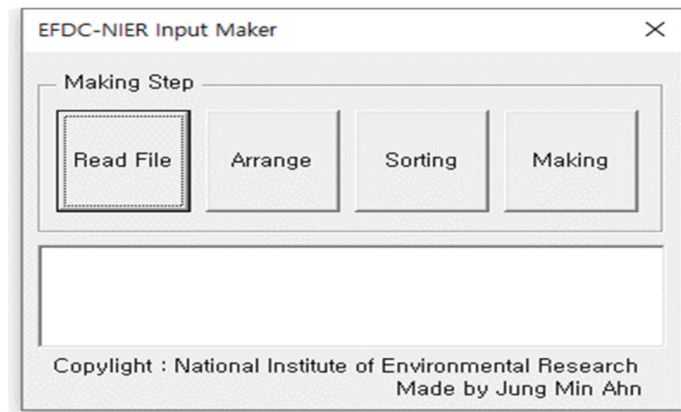 EFDC-NIER Input Maker
Making Step
Read File
Arrange
Sorting
Making
Copylight : National Institute of Environmental Research
Made by Jung Min Ahn